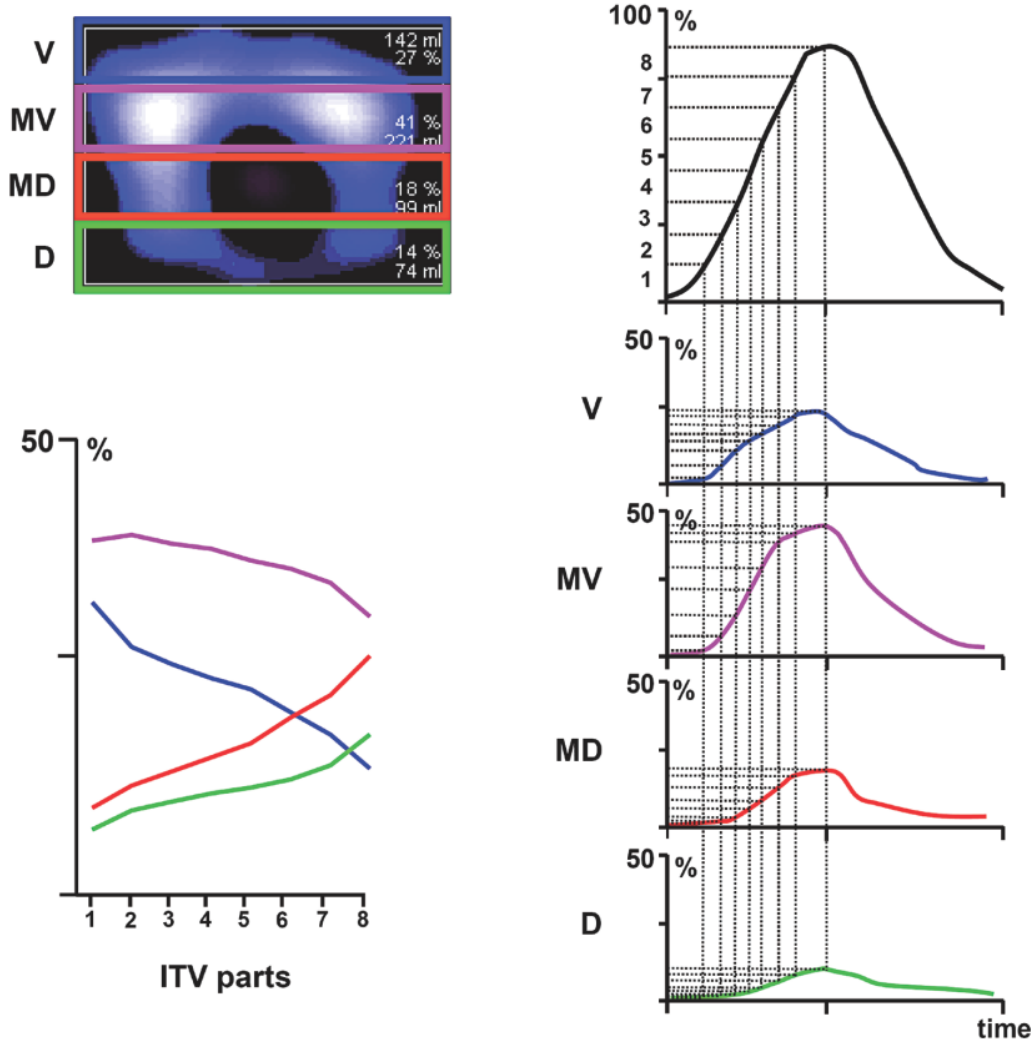 V
142 ml
27 %
MV
41 %
221 ml
MD
18 %
99 ml
D
14 %
74 ml
50 %
1 2 3 4 5 6 7 8
ITV parts
100 %
8
7
6
5
4
3
2
1
50 %
V
50 %
MV
50 %
MD
50 %
D
time